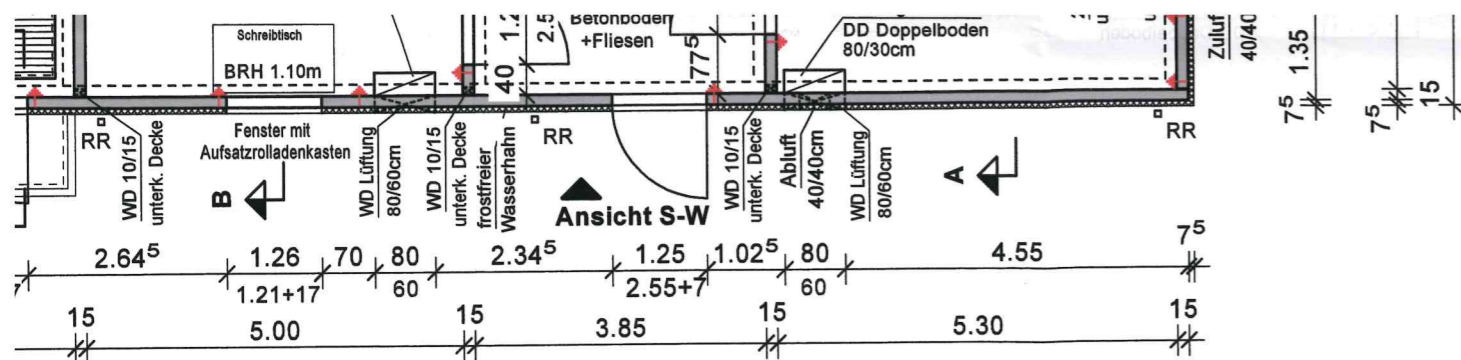 Schreibtisch
BRH 1.10m
1.2
2.5
Betonboden
+Fliesen
40
77⁵
DD Doppelboden
80/30cm
Zuluf
40/40
1.35
7⁵
7⁵
15
RR
WD 10/15
unterk. Decke
Fenster mit
Aufsatzrolladenkasten
B
WD Lüftung
80/60cm
WD 10/15
unterk. Decke
frostfreier
Wasserhahn
RR
Ansicht S-W
WD 10/15
unterk. Decke
Abluft
40/40cm
WD Lüftung
80/60cm
A
RR
2.64⁵ 1.26 70 80 2.34⁵ 1.25 1.02⁵ 80 4.55 7⁵
1.21+17 60 2.55+7 60
15 5.00 15 3.85 15 5.30 15